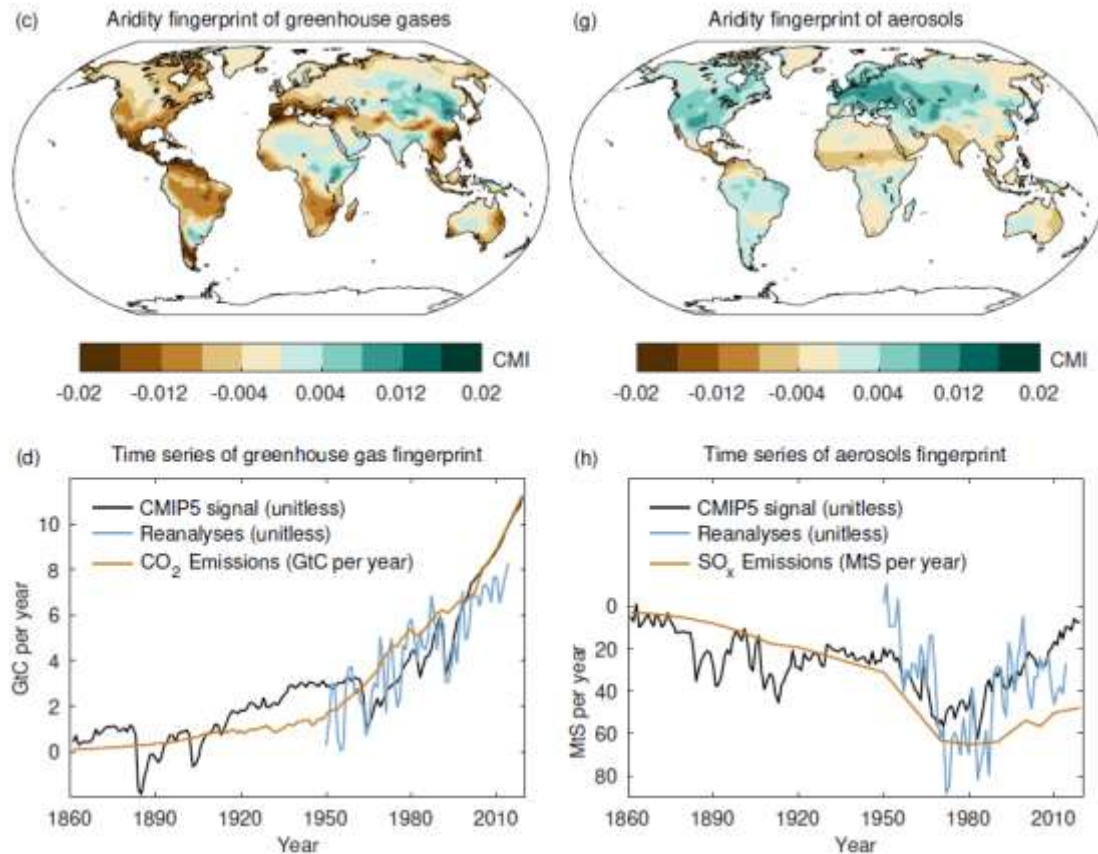 (c) Aridity fingerprint of greenhouse gases
(g) Aridity fingerprint of aerosols
-0.02 -0.012 -0.004 0.004 0.012 0.02 CMI
-0.02 -0.012 -0.004 0.004 0.012 0.02 CMI
(d) Time series of greenhouse gas fingerprint
CMIP5 signal (unitless)
Reanalyses (unitless)
CO2 Emissions (GtC per year)
GtC per year
10
8
6
4
2
0
1860 1890 1920 1950 1980 2010
Year
(h) Time series of aerosols fingerprint
CMIP5 signal (unitless)
Reanalyses (unitless)
SOx Emissions (MtS per year)
MtS per year
0
20
40
60
80
1860 1890 1920 1950 1980 2010
Year